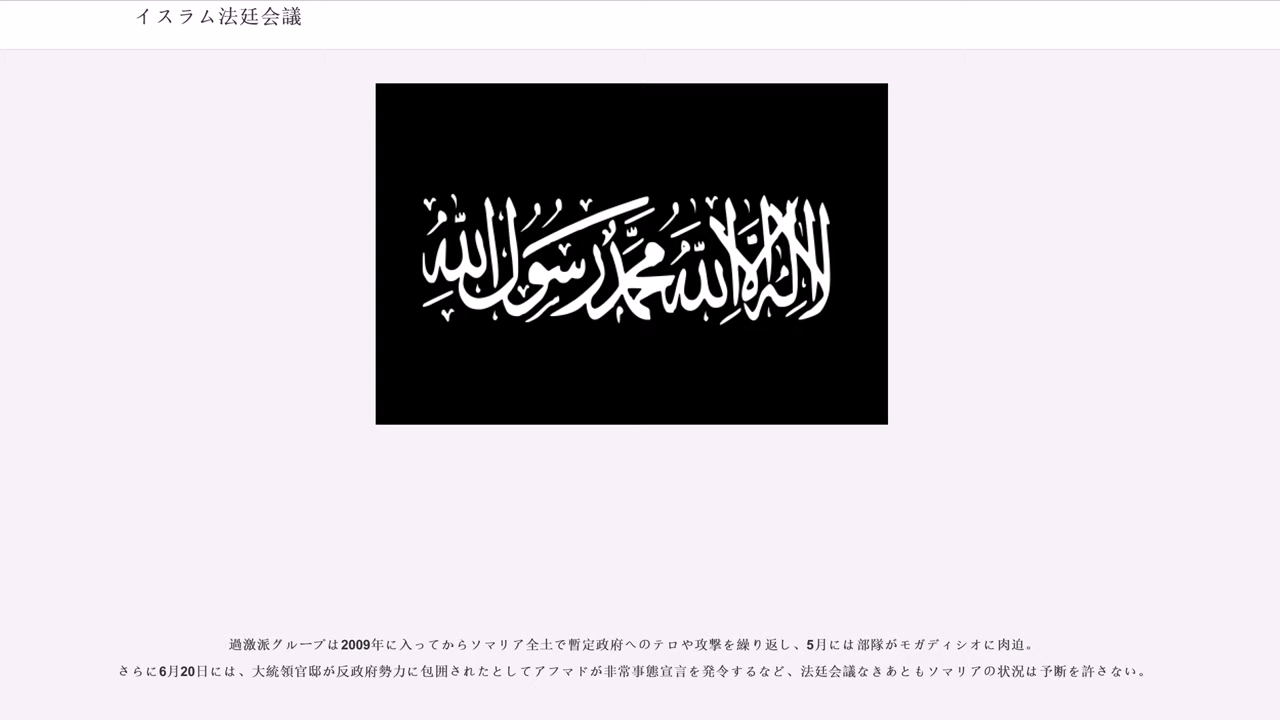 イスラム法廷会議
لا إله إلا الله محمد رسول الله
過激派グループは2009年に入ってからソマリア全土で暫定政府へのテロや攻撃を繰り返し、5月には部隊がモガディシオに肉迫。
さらに6月20日には、大統領官邸が反政府勢力に包囲されたとしてアフマドが非常事態宣言を発令するなど、法廷会議なきあともソマリアの状況は予断を許さない。